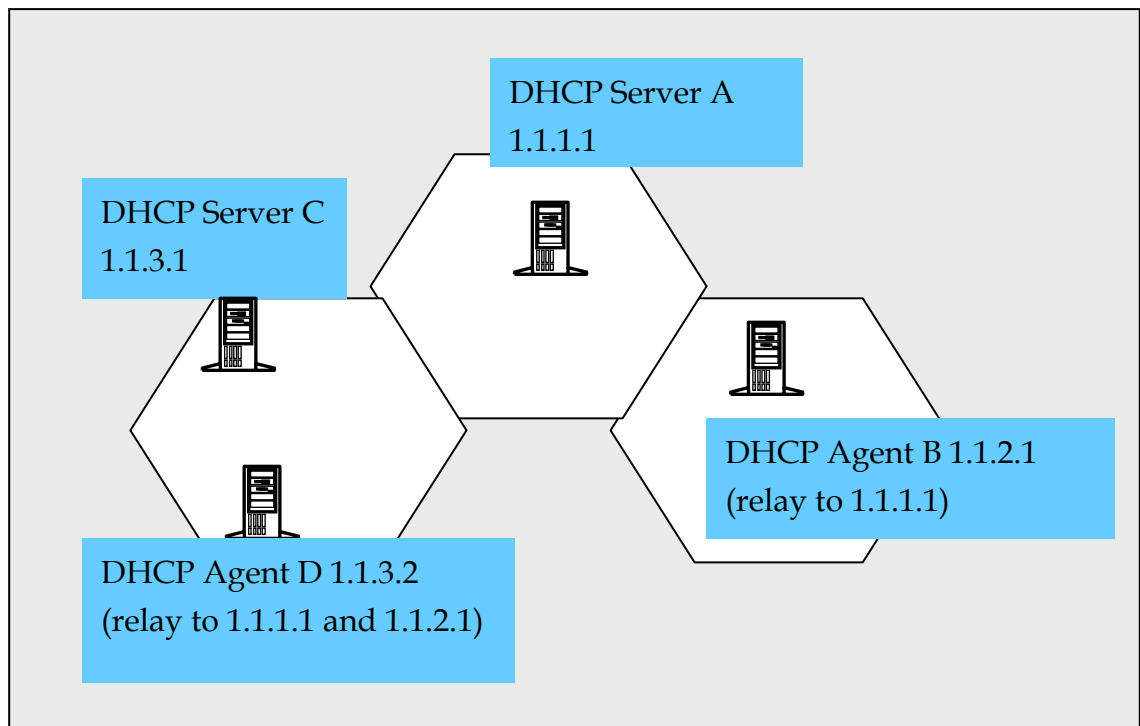 DHCP Server A
1.1.1.1
DHCP Server C
1.1.3.1
DHCP Agent B 1.1.2.1
(relay to 1.1.1.1)
DHCP Agent D 1.1.3.2
(relay to 1.1.1.1 and 1.1.2.1)